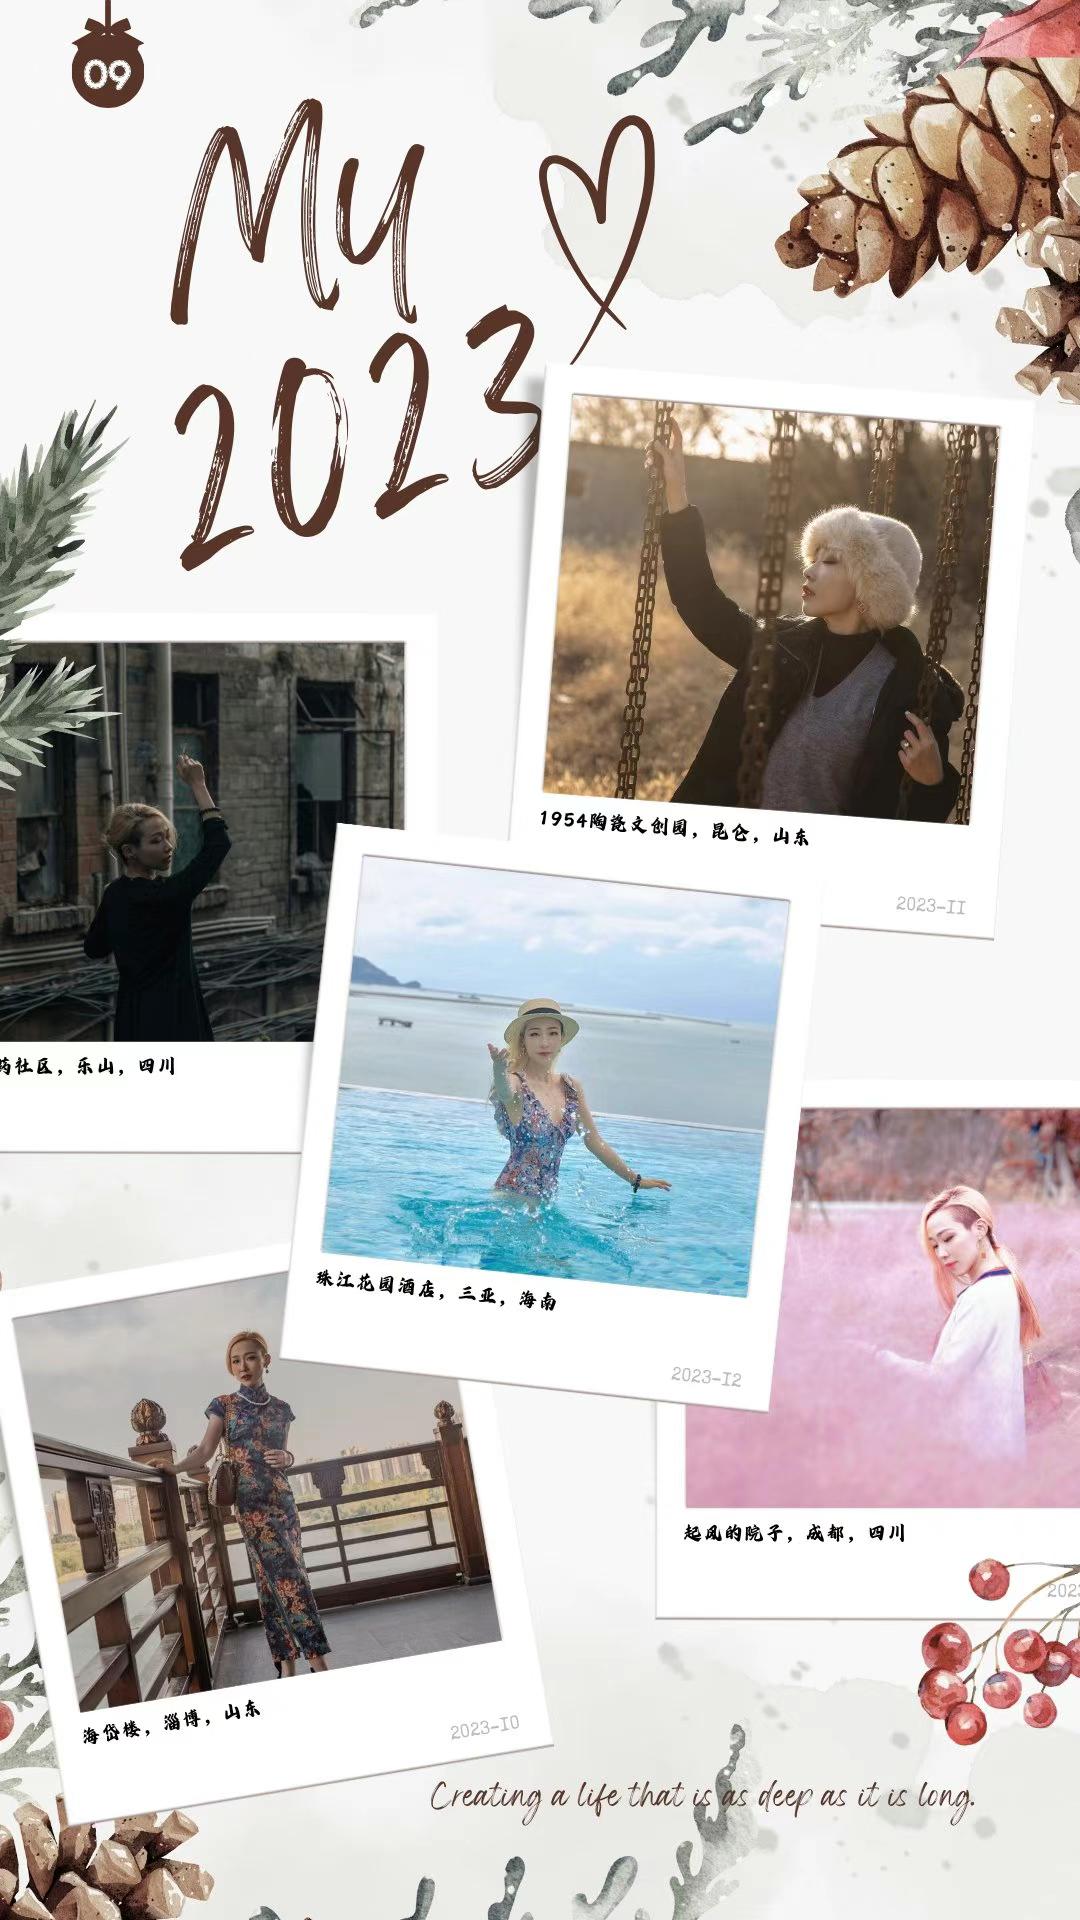 09
My
2023
1954陶瓷文创园，昆仑，山东
2023-11
药社区，乐山，四川
珠江花园酒店，三亚，海南
2023-12
起风的院子，成都，四川
海岱楼，淄博，山东
2023-10
Creating a life that is as deep as it is long.